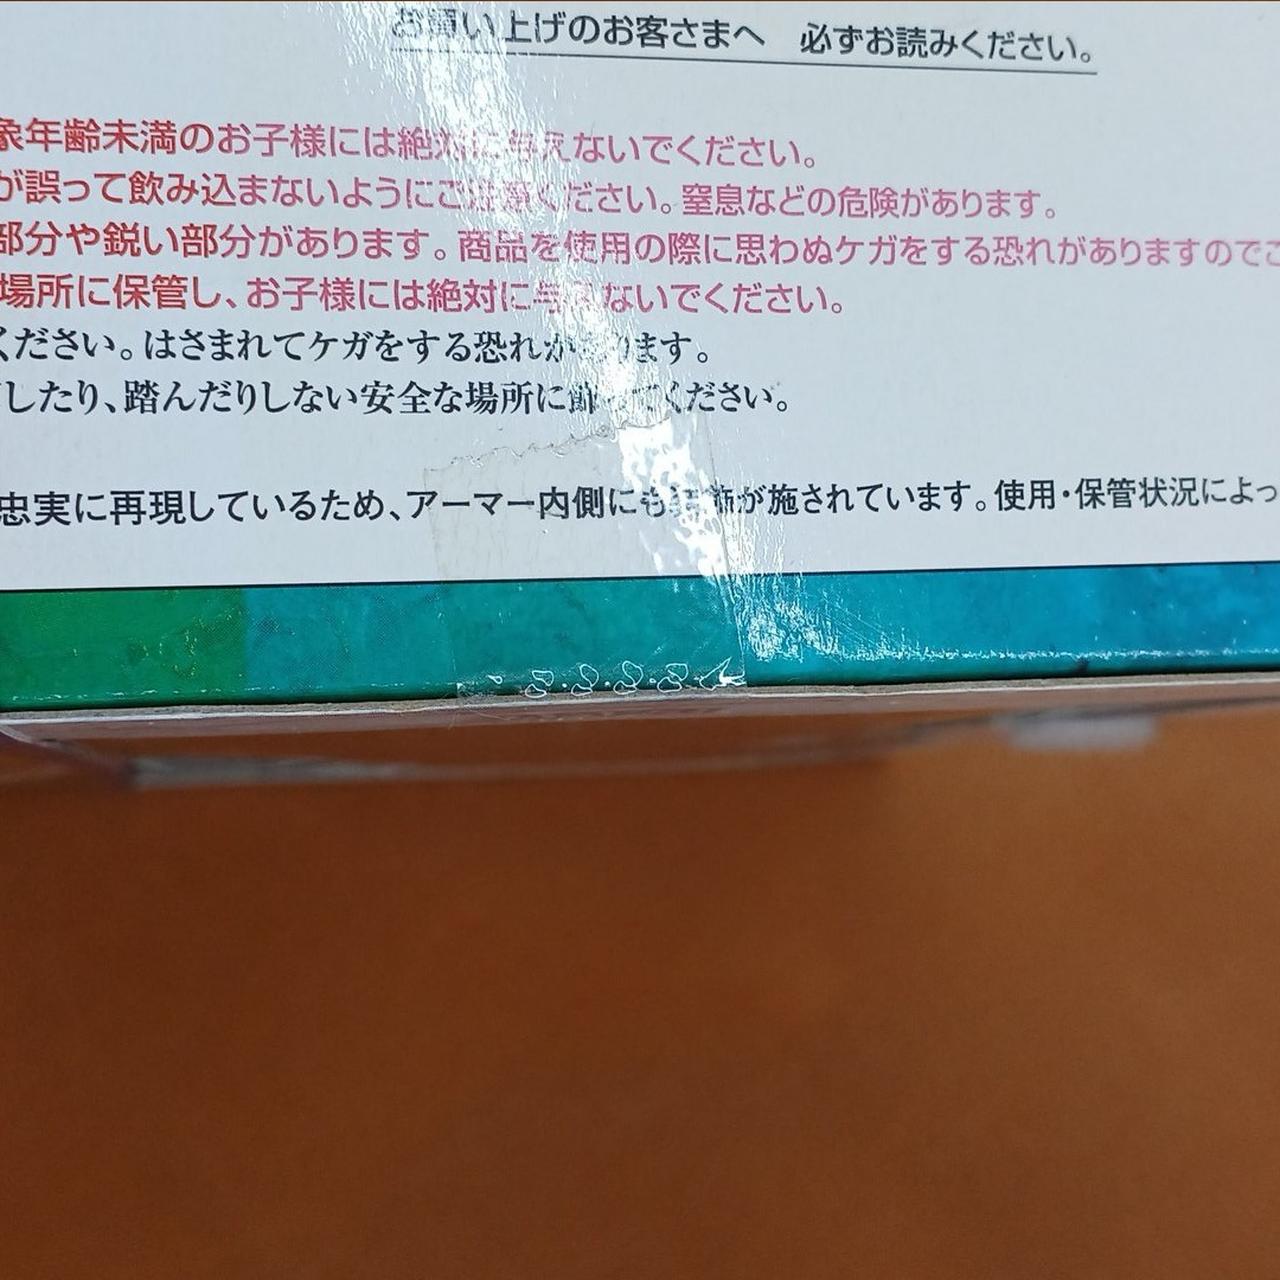 お買い上げのお客さまへ 必ずお読みください。
象年齢未満のお子様には絶対に与えないでください。
が誤って飲み込まないようにご注意ください。窒息などの危険があります。
部分や鋭い部分があります。商品を使用の際に思わぬケガをする恐れがありますのでご
場所に保管し、お子様には絶対に与えないでください。
ください。はさまれてケガをする恐れがあります。
したり、踏んだりしない安全な場所に飾ってください。
忠実に再現しているため、アーマー内側にも装飾が施されています。使用・保管状況によっ